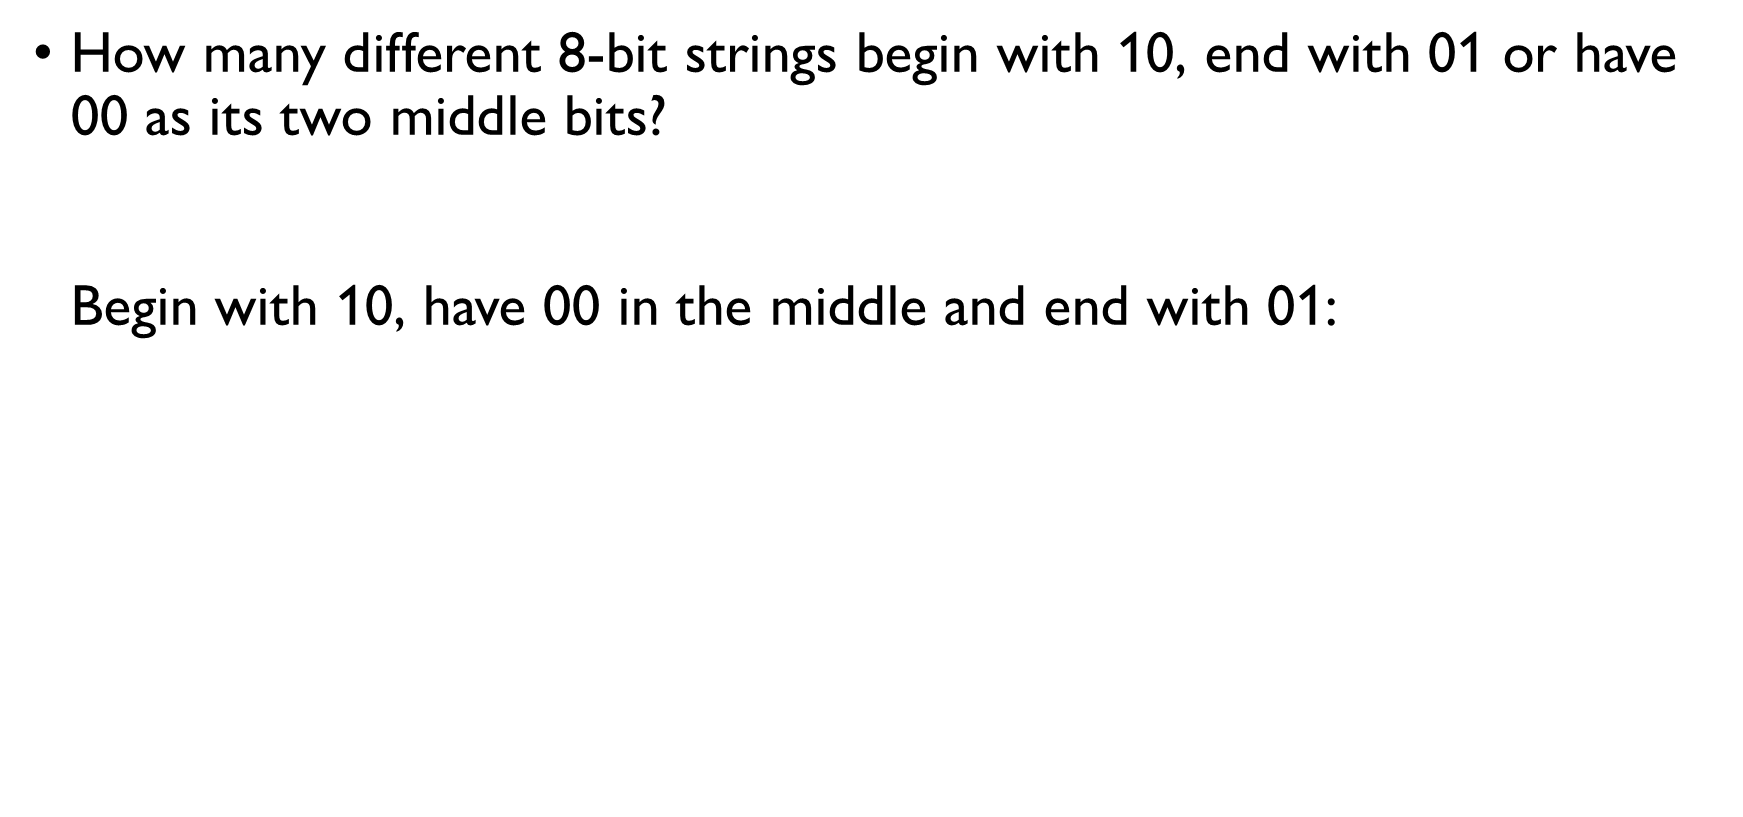 • How many different 8-bit strings begin with 10, end with 01 or have
00 as its two middle bits?
Begin with 10, have 00 in the middle and end with 01: